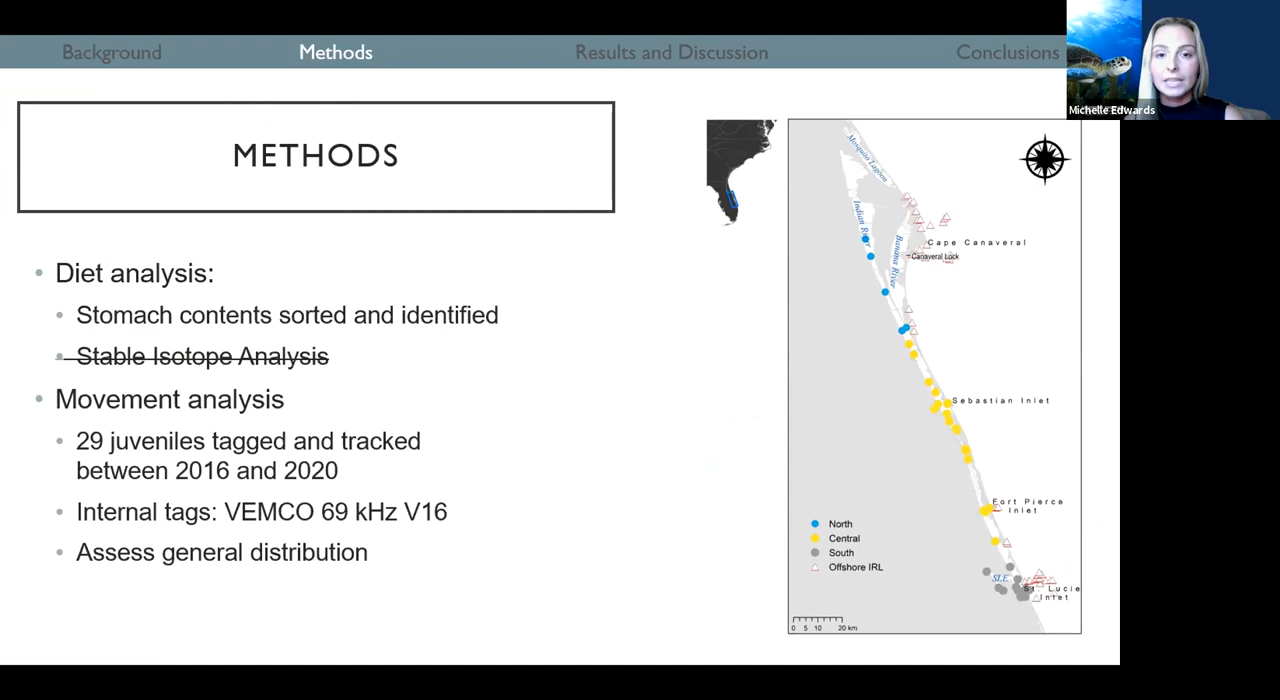 Background
Methods
Results and Discussion
Conclusions
Michelle Edwards
METHODS
Diet analysis:
Stomach contents sorted and identified
Stable Isotope Analysis
Movement analysis
29 juveniles tagged and tracked
between 2016 and 2020
Internal tags: VEMCO 69 kHz V16
Assess general distribution
Mosquito Lagoon
Indian River
Banana River
Cape Canaveral
Canaveral Lock
Sebastian Inlet
Fort Pierce
Inlet
SLE
St. Lucie
Inlet
North
Central
South
Offshore IRL
0 5 10 20 km